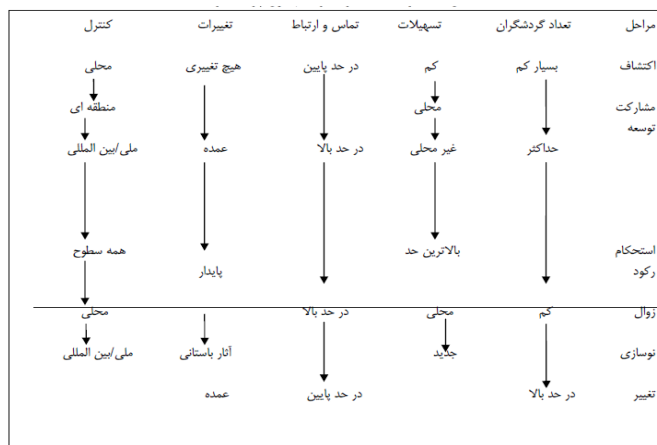 مراحل تعداد گردشگران تسهیلات تماس و ارتباط تغییرات کنترل
اکتشاف بسیار کم کم در حد پایین هیچ تغییری محلی
مشارکت محلی منطقه ای
توسعه
حداکثر غیر محلی در حد بالا عمده ملی/بین المللی
استحکام بالاترین حد همه سطوح
رکود پایدار
زوال کم محلی در حد بالا محلی
نوسازی جدید آثار باستانی ملی/بین المللی
تغییر در حد بالا در حد پایین عمده